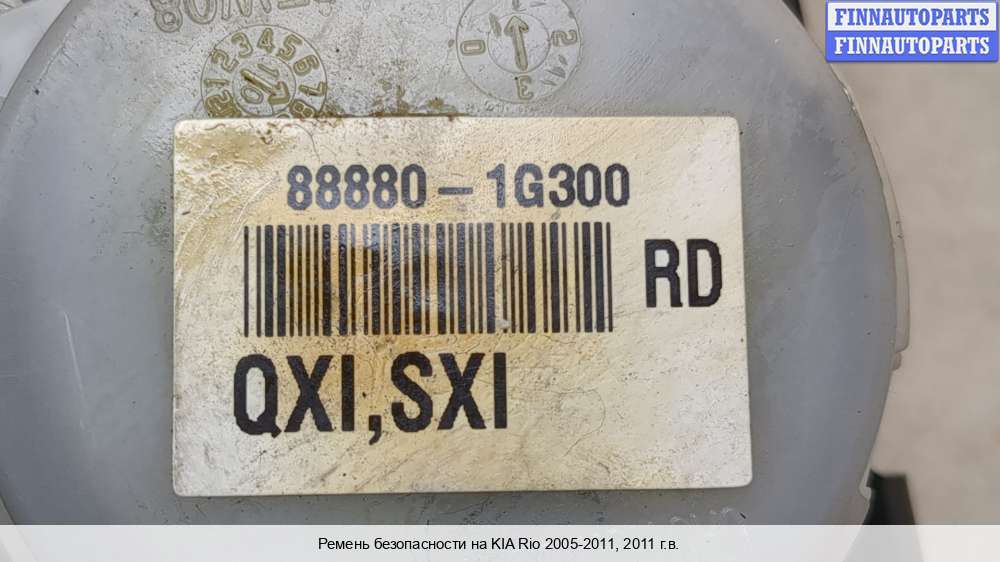 FINNAUTOPARTS
FINNAUTOPARTS
88880-1G300
RD
QXI,SXI
Ремень безопасности на KIA Rio 2005-2011, 2011 г.в.